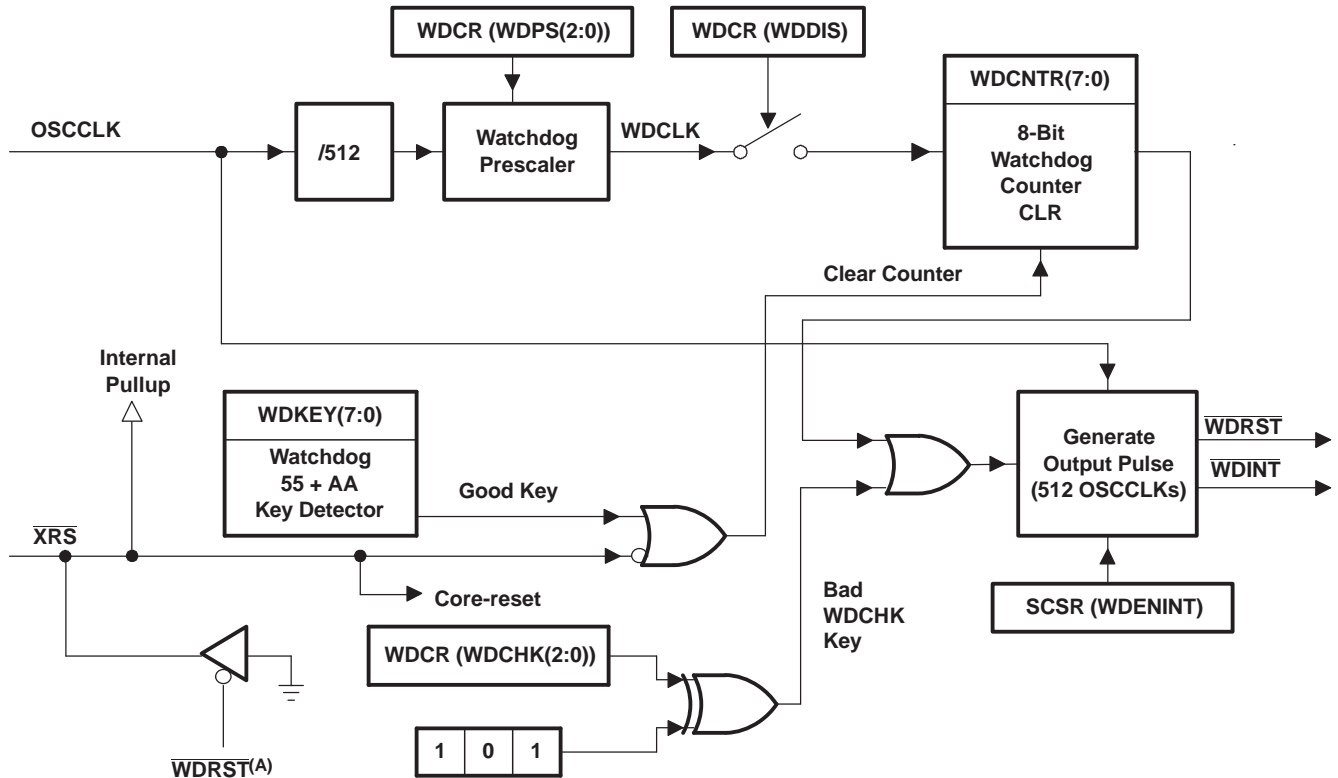 WDCR (WDPS(2:0))
WDCR (WDDIS)
WDCNTR(7:0)
OSCCLK
/512
Watchdog
Prescaler
WDCLK
8-Bit
Watchdog
Counter
CLR
Clear Counter
Internal
Pullup
WDKEY(7:0)
Watchdog
55 + AA
Key Detector
Good Key
Generate
Output Pulse
(512 OSCCLKs)
WDRST
WDINT
XRS
Core-reset
Bad
WDCHK
Key
SCSR (WDENINT)
WDCR (WDCHK(2:0))
1 0 1
WDRST(A)